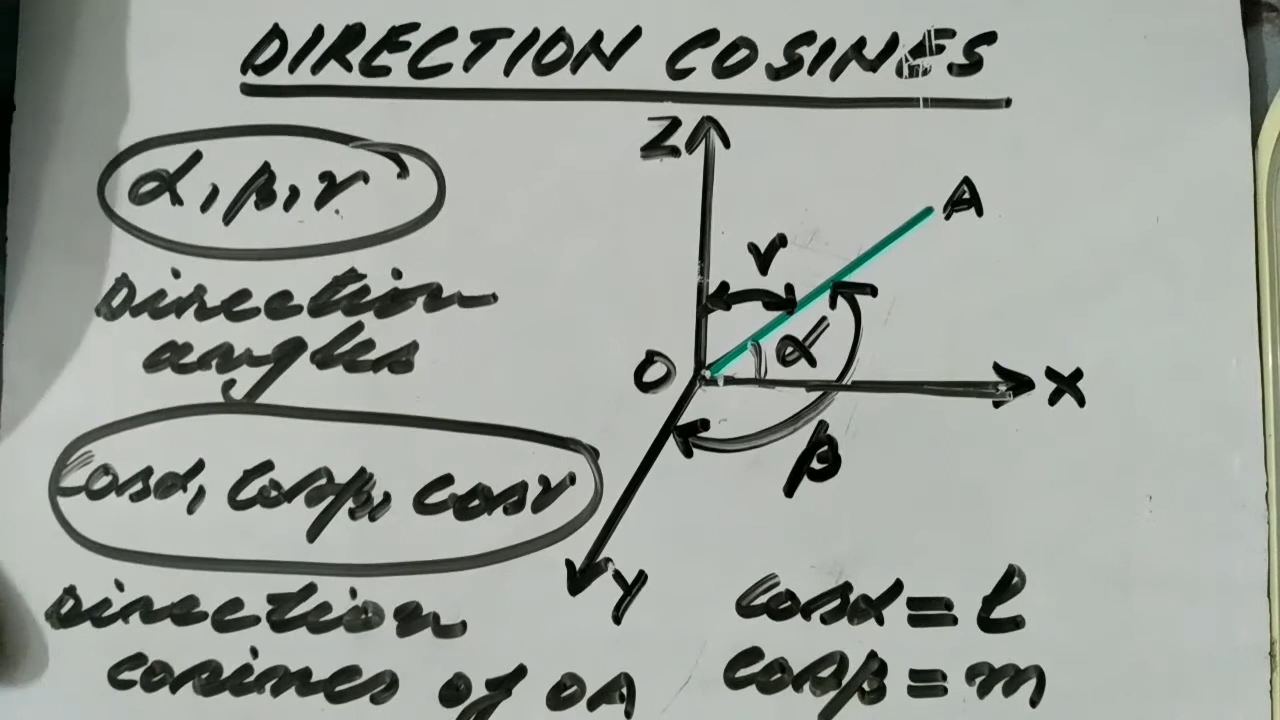 DIRECTION COSINES
α, β, γ
Direction
angles
cosα, cosβ, cosγ
Direction
cosines of OA
Z
A
γ
α
O
X
β
Y
cosα = l
cosβ = m